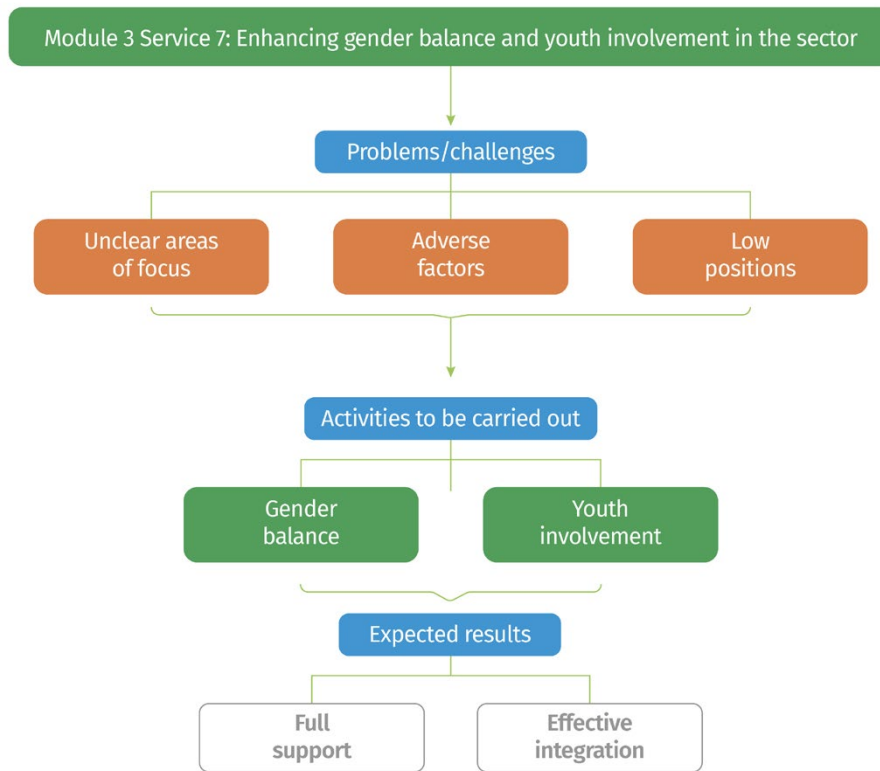 Module 3 Service 7: Enhancing gender balance and youth involvement in the sector
Problems/challenges
Unclear areas
of focus
Adverse
factors
Low
positions
Activities to be carried out
Gender
balance
Youth
involvement
Expected results
Full
support
Effective
integration